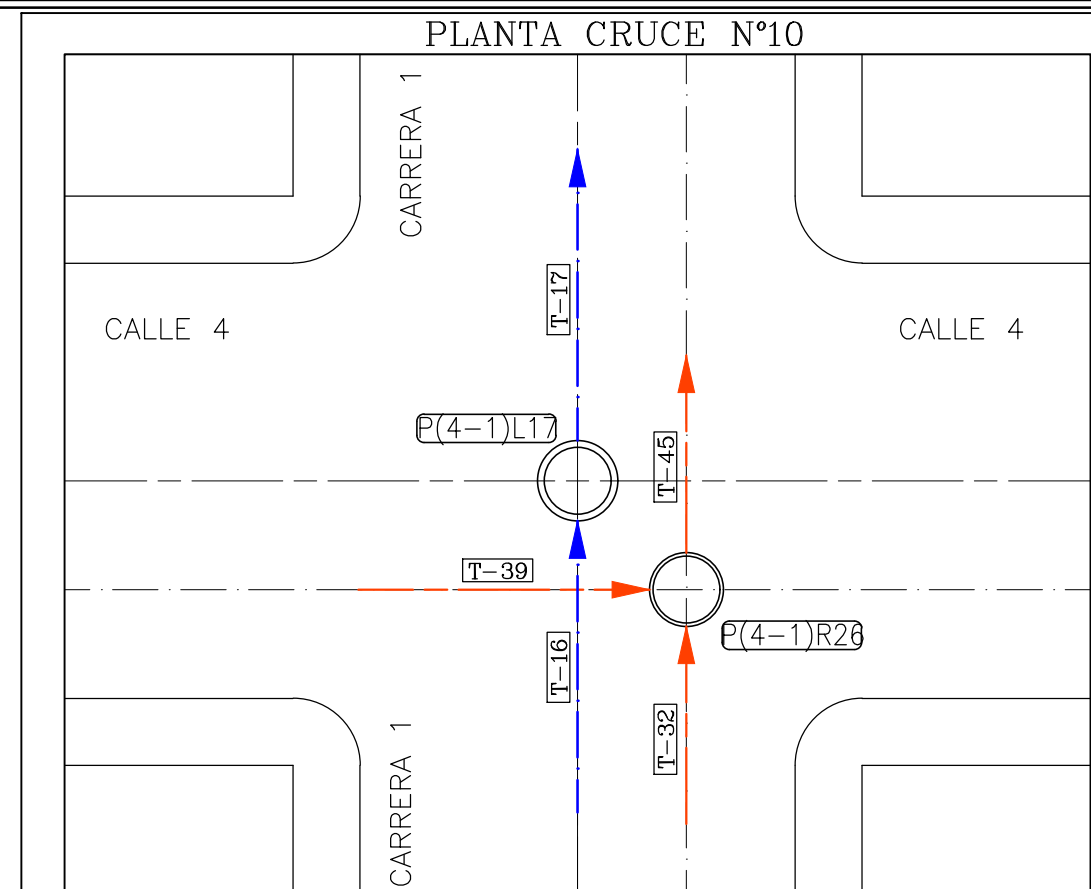 PLANTA CRUCE N°10
CARRERA 1
T-17
CALLE 4
CALLE 4
P(4-1)L17
T-45
T-39
P(4-1)R26
T-16
T-32
CARRERA 1